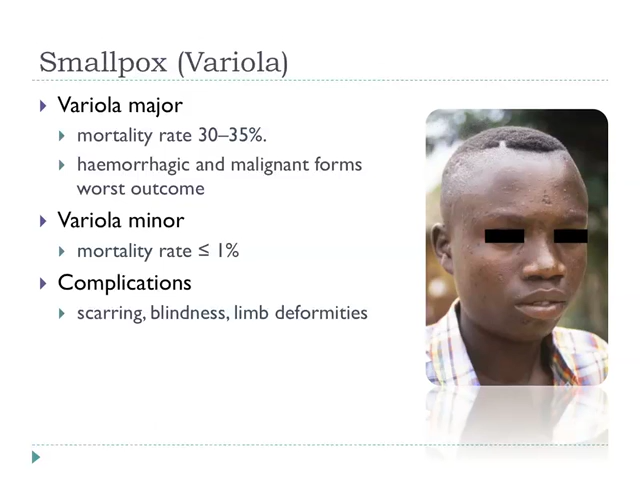 Smallpox (Variola)
Variola major
mortality rate 30–35%.
haemorrhagic and malignant forms
worst outcome
Variola minor
mortality rate ≤ 1%
Complications
scarring, blindness, limb deformities